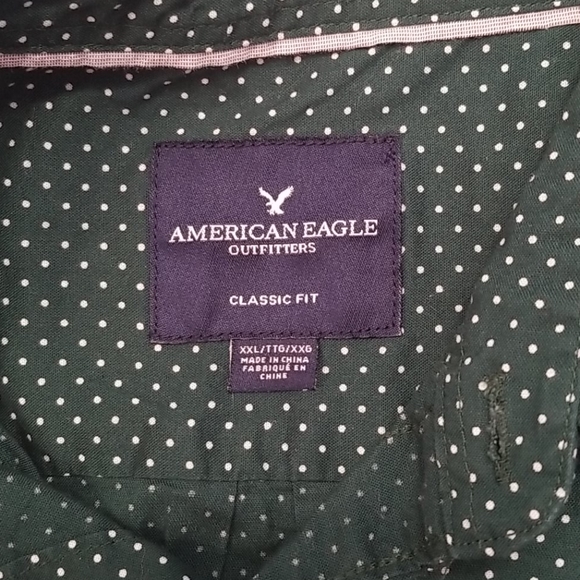 AMERICAN EAGLE
OUTFITTERS
CLASSIC FIT
XXL/TTG/XXG
MADE IN CHINA
FABRIQUÉ EN
CHINE